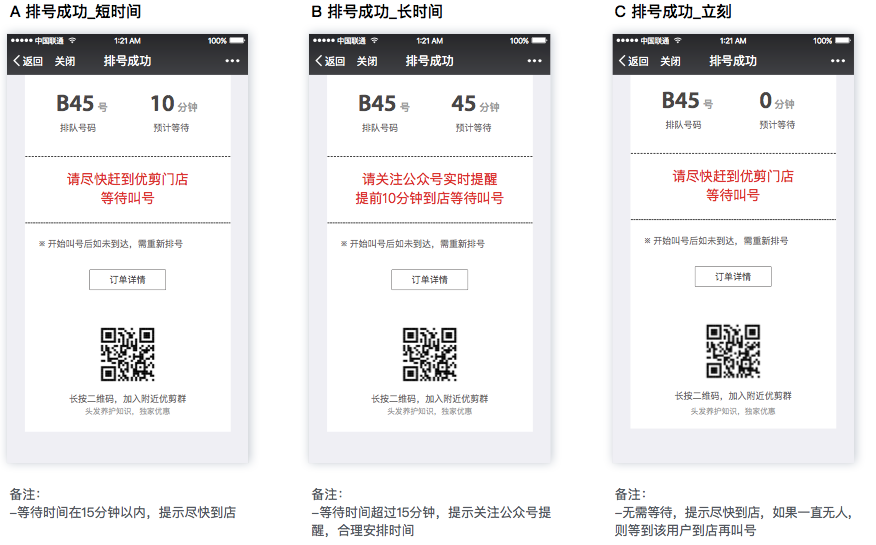 A 排号成功_短时间
中国联通 1:21 AM 100%
返回 关闭 排号成功
B45 号 10 分钟
排队号码 预计等待
请尽快赶到优剪门店
等待叫号
※ 开始叫号后如未到达，需重新排号
订单详情
长按二维码，加入附近优剪群
头发养护知识，独家优惠
备注：
–等待时间在15分钟以内，提示尽快到店
B 排号成功_长时间
中国联通 1:21 AM 100%
返回 关闭 排号成功
B45 号 45 分钟
排队号码 预计等待
请关注公众号实时提醒
提前10分钟到店等待叫号
※ 开始叫号后如未到达，需重新排号
订单详情
长按二维码，加入附近优剪群
头发养护知识，独家优惠
备注：
–等待时间超过15分钟，提示关注公众号提
醒，合理安排时间
C 排号成功_立刻
中国联通 1:21 AM 100%
返回 关闭 排号成功
B45 号 0 分钟
排队号码 预计等待
请尽快赶到优剪门店
等待叫号
※ 开始叫号后如未到达，需重新排号
订单详情
长按二维码，加入附近优剪群
头发养护知识，独家优惠
备注：
–无需等待，提示尽快到店，如果一直无人，
则等到该用户到店再叫号